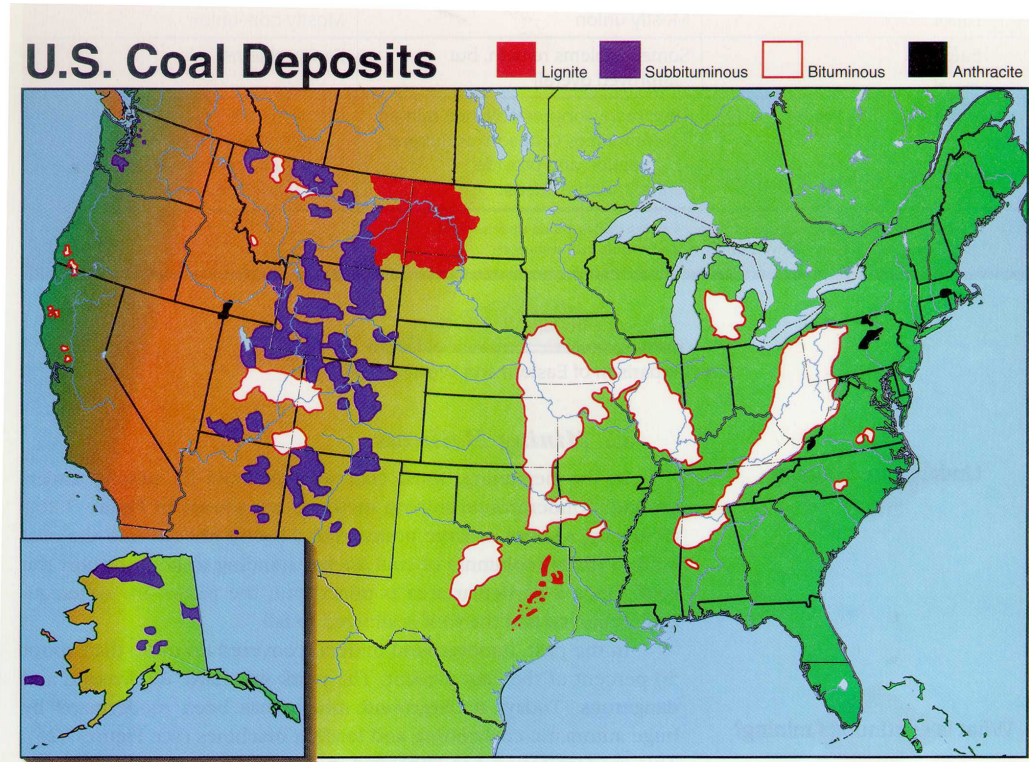 U.S. Coal Deposits
Lignite
Subbituminous
Bituminous
Anthracite